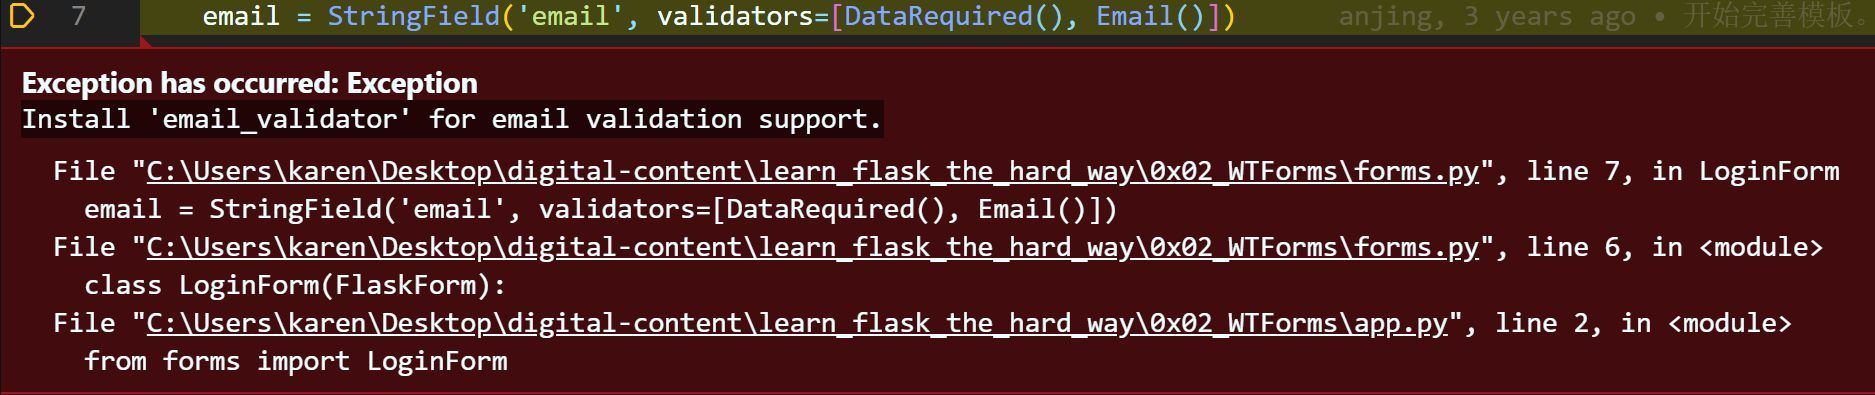 7 email = StringField('email', validators=[DataRequired(), Email()]) anjing, 3 years ago • 开始完善模板。
Exception has occurred: Exception
Install 'email_validator' for email validation support.
File "C:\Users\karen\Desktop\digital-content\learn_flask_the_hard_way\0x02_WTForms\forms.py", line 7, in LoginForm
email = StringField('email', validators=[DataRequired(), Email()])
File "C:\Users\karen\Desktop\digital-content\learn_flask_the_hard_way\0x02_WTForms\forms.py", line 6, in <module>
class LoginForm(FlaskForm):
File "C:\Users\karen\Desktop\digital-content\learn_flask_the_hard_way\0x02_WTForms\app.py", line 2, in <module>
from forms import LoginForm